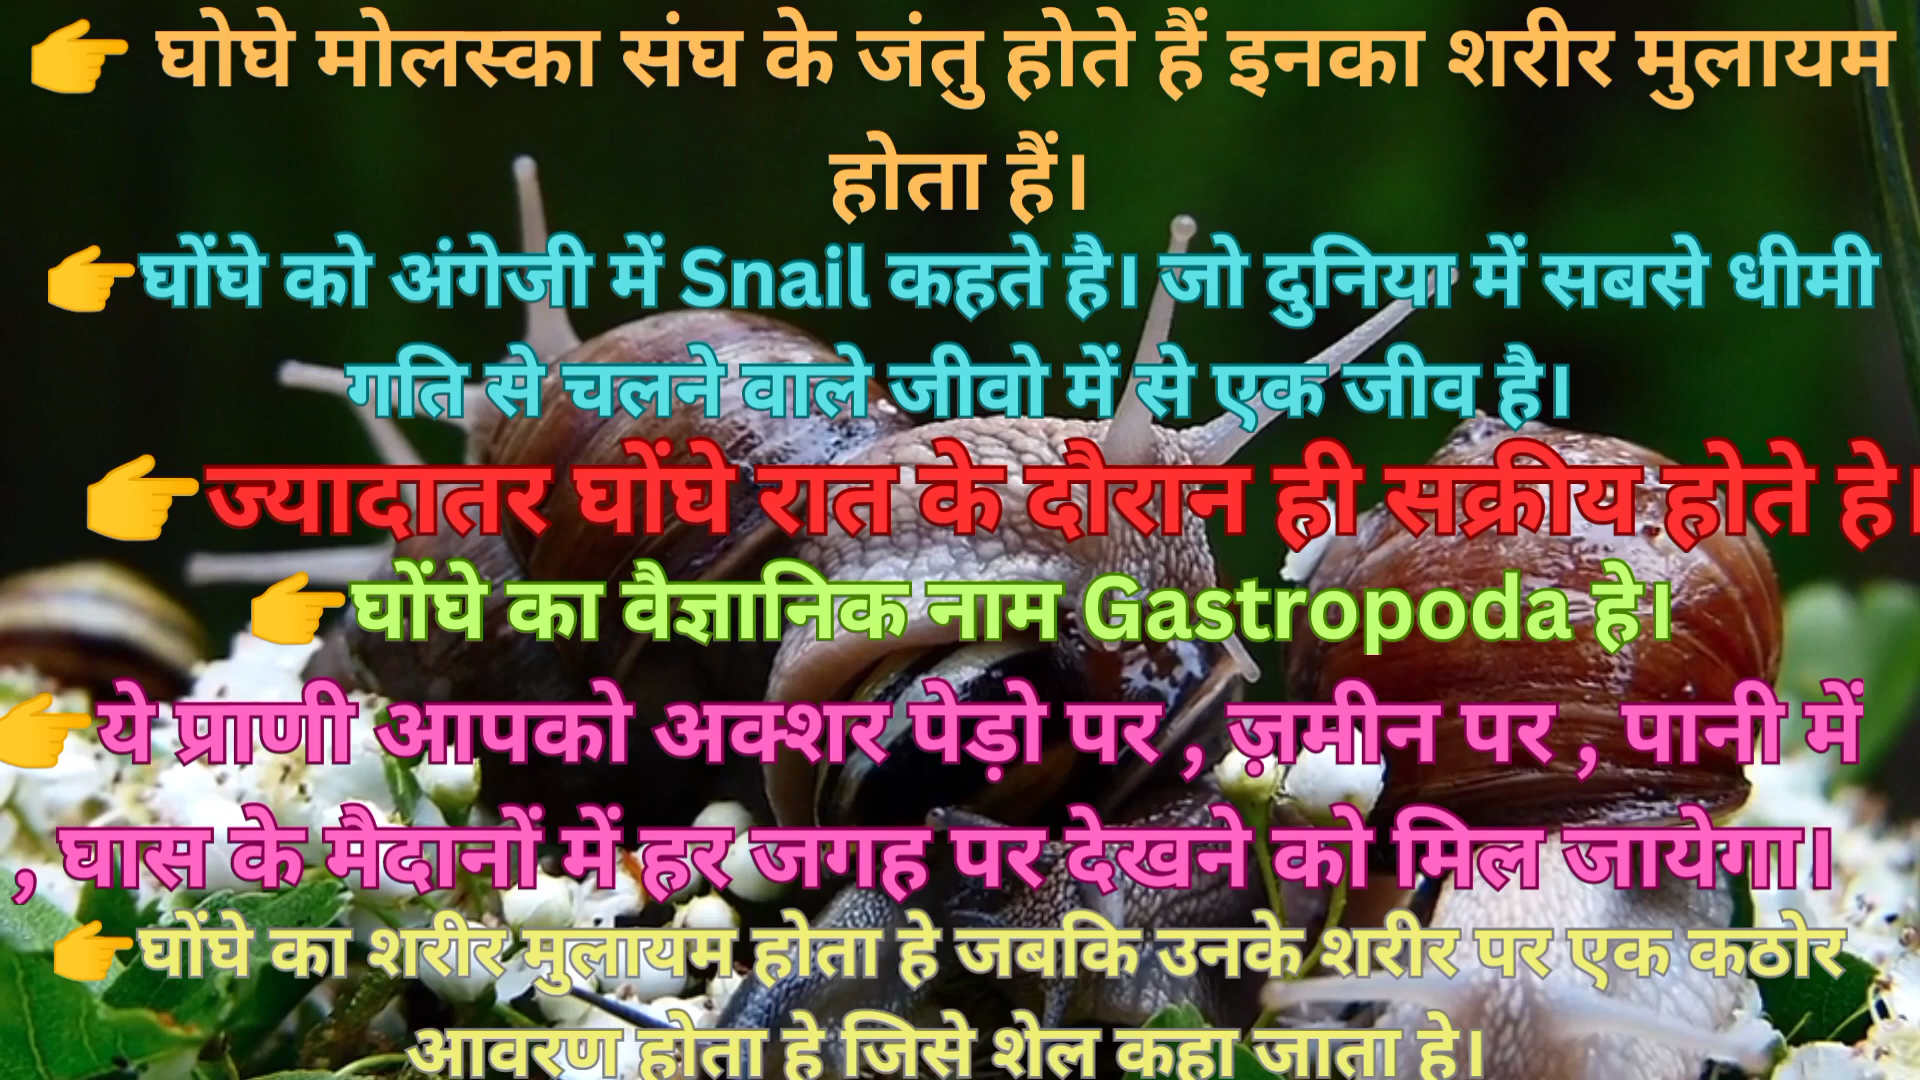 👉 घोघे मोलस्का संघ के जंतु होते हैं इनका शरीर मुलायम
होता हैं।
👉घोंघे को अंगेजी में Snail कहते है। जो दुनिया में सबसे धीमी
गति से चलने वाले जीवो में से एक जीव है।
👉ज्यादातर घोंघे रात के दौरान ही सक्रीय होते हे।
👉घोंघे का वैज्ञानिक नाम Gastropoda हे।
👉ये प्राणी आपको अक्शर पेड़ो पर , ज़मीन पर , पानी में
, घास के मैदानों में हर जगह पर देखने को मिल जायेगा।
👉घोंघे का शरीर मुलायम होता हे जबकि उनके शरीर पर एक कठोर
आवरण होता हे जिसे शेल कहा जाता हे।